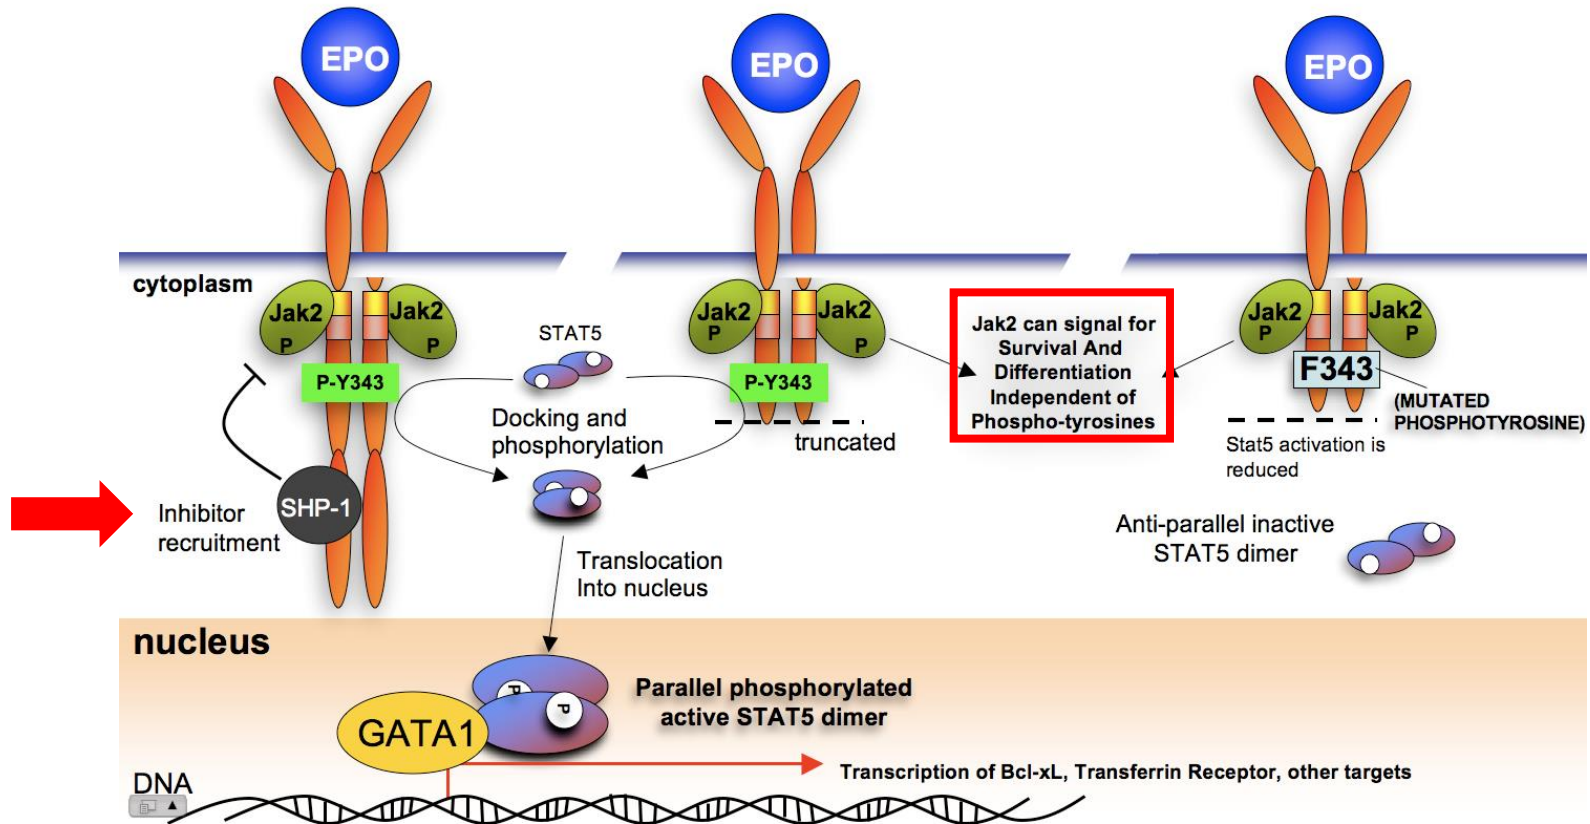 EPO
EPO
EPO
cytoplasm
Jak2
P
Jak2
P
P-Y343
STAT5
Docking and
phosphorylation
Jak2
P
Jak2
P
P-Y343
truncated
Jak2 can signal for
Survival And
Differentiation
Independent of
Phospho-tyrosines
Jak2
P
Jak2
P
F343
(MUTATED
PHOSPHOTYROSINE)
Stat5 activation is
reduced
Inhibitor
recruitment
SHP-1
Translocation
Into nucleus
Anti-parallel inactive
STAT5 dimer
nucleus
P
P
GATA1
Parallel phosphorylated
active STAT5 dimer
DNA
Transcription of Bcl-xL, Transferrin Receptor, other targets